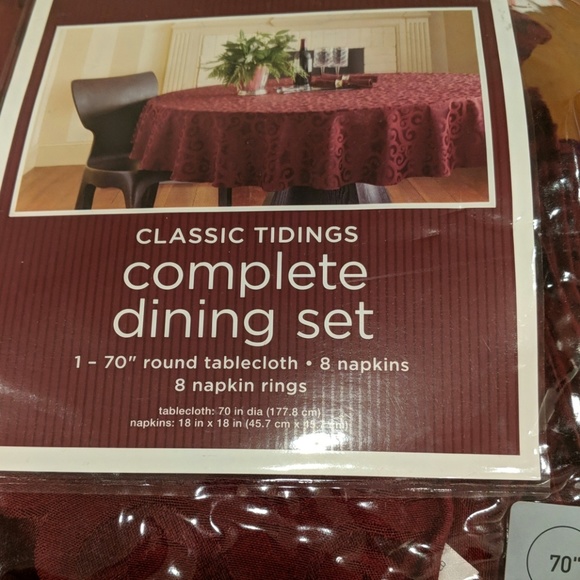 CLASSIC TIDINGS
complete
dining set
1 – 70" round tablecloth • 8 napkins
8 napkin rings
tablecloth: 70 in dia (177.8 cm)
napkins: 18 in x 18 in (45.7 cm x
70"